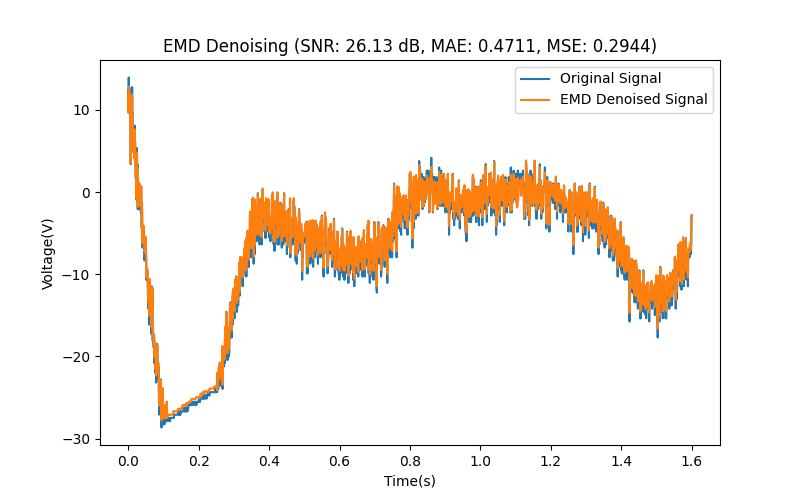 EMD Denoising (SNR: 26.13 dB, MAE: 0.4711, MSE: 0.2944)
Original Signal
EMD Denoised Signal
10
0
−10
−20
−30
Voltage(V)
0.0 0.2 0.4 0.6 0.8 1.0 1.2 1.4 1.6
Time(s)